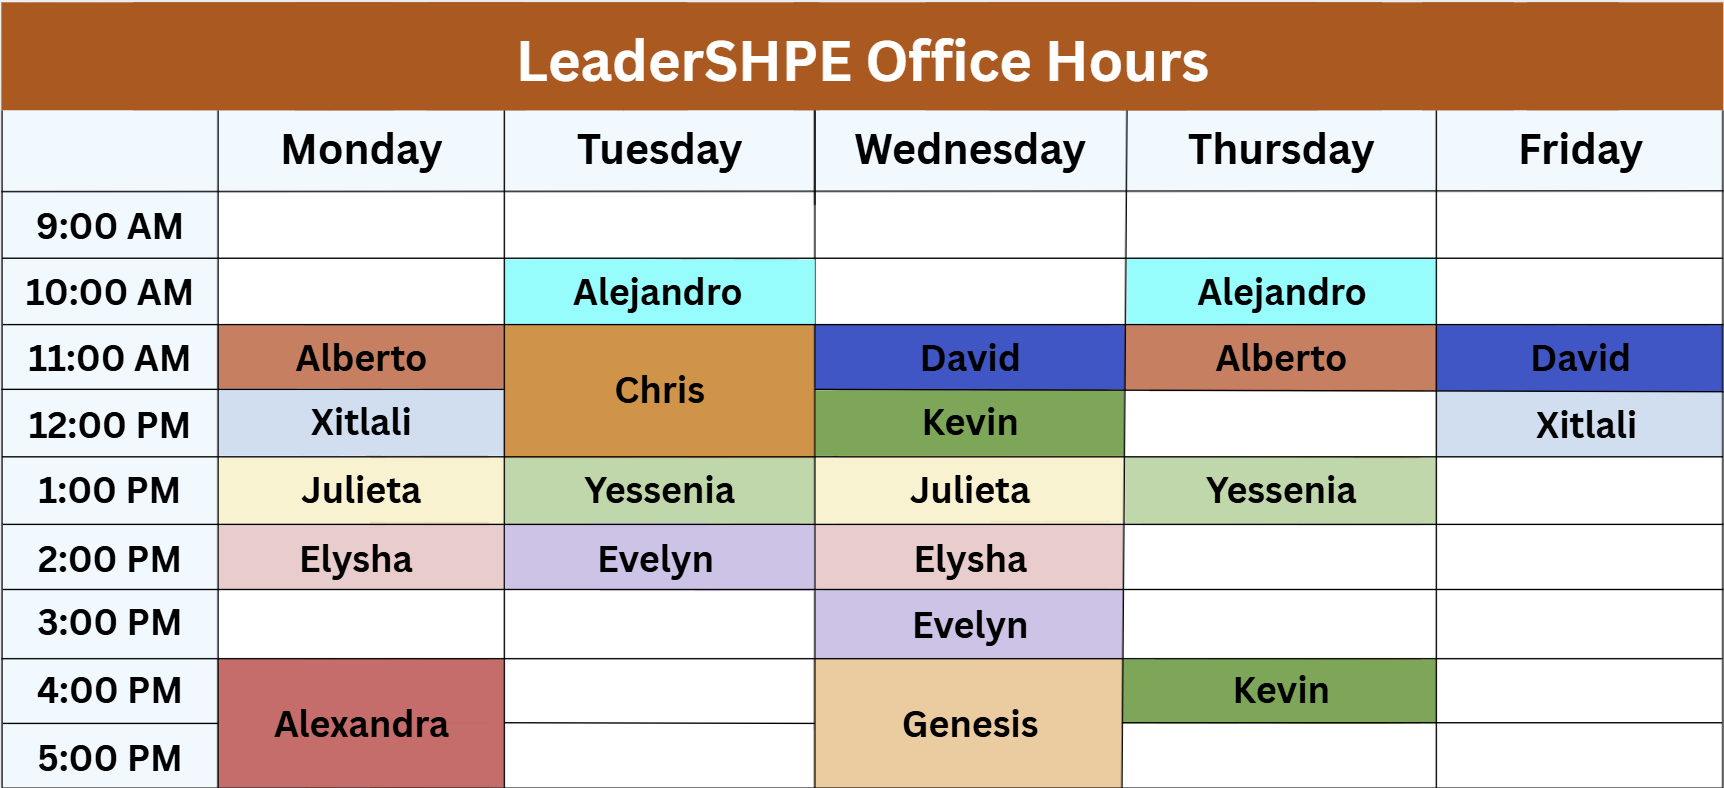 LeaderSHPE Office Hours
Monday Tuesday Wednesday Thursday Friday
9:00 AM
10:00 AM Alejandro Alejandro
11:00 AM Alberto David Alberto David
Chris
12:00 PM Xitlali Kevin Xitlali
1:00 PM Julieta Yessenia Julieta Yessenia
2:00 PM Elysha Evelyn Elysha
3:00 PM Evelyn
4:00 PM Kevin
Alexandra Genesis
5:00 PM